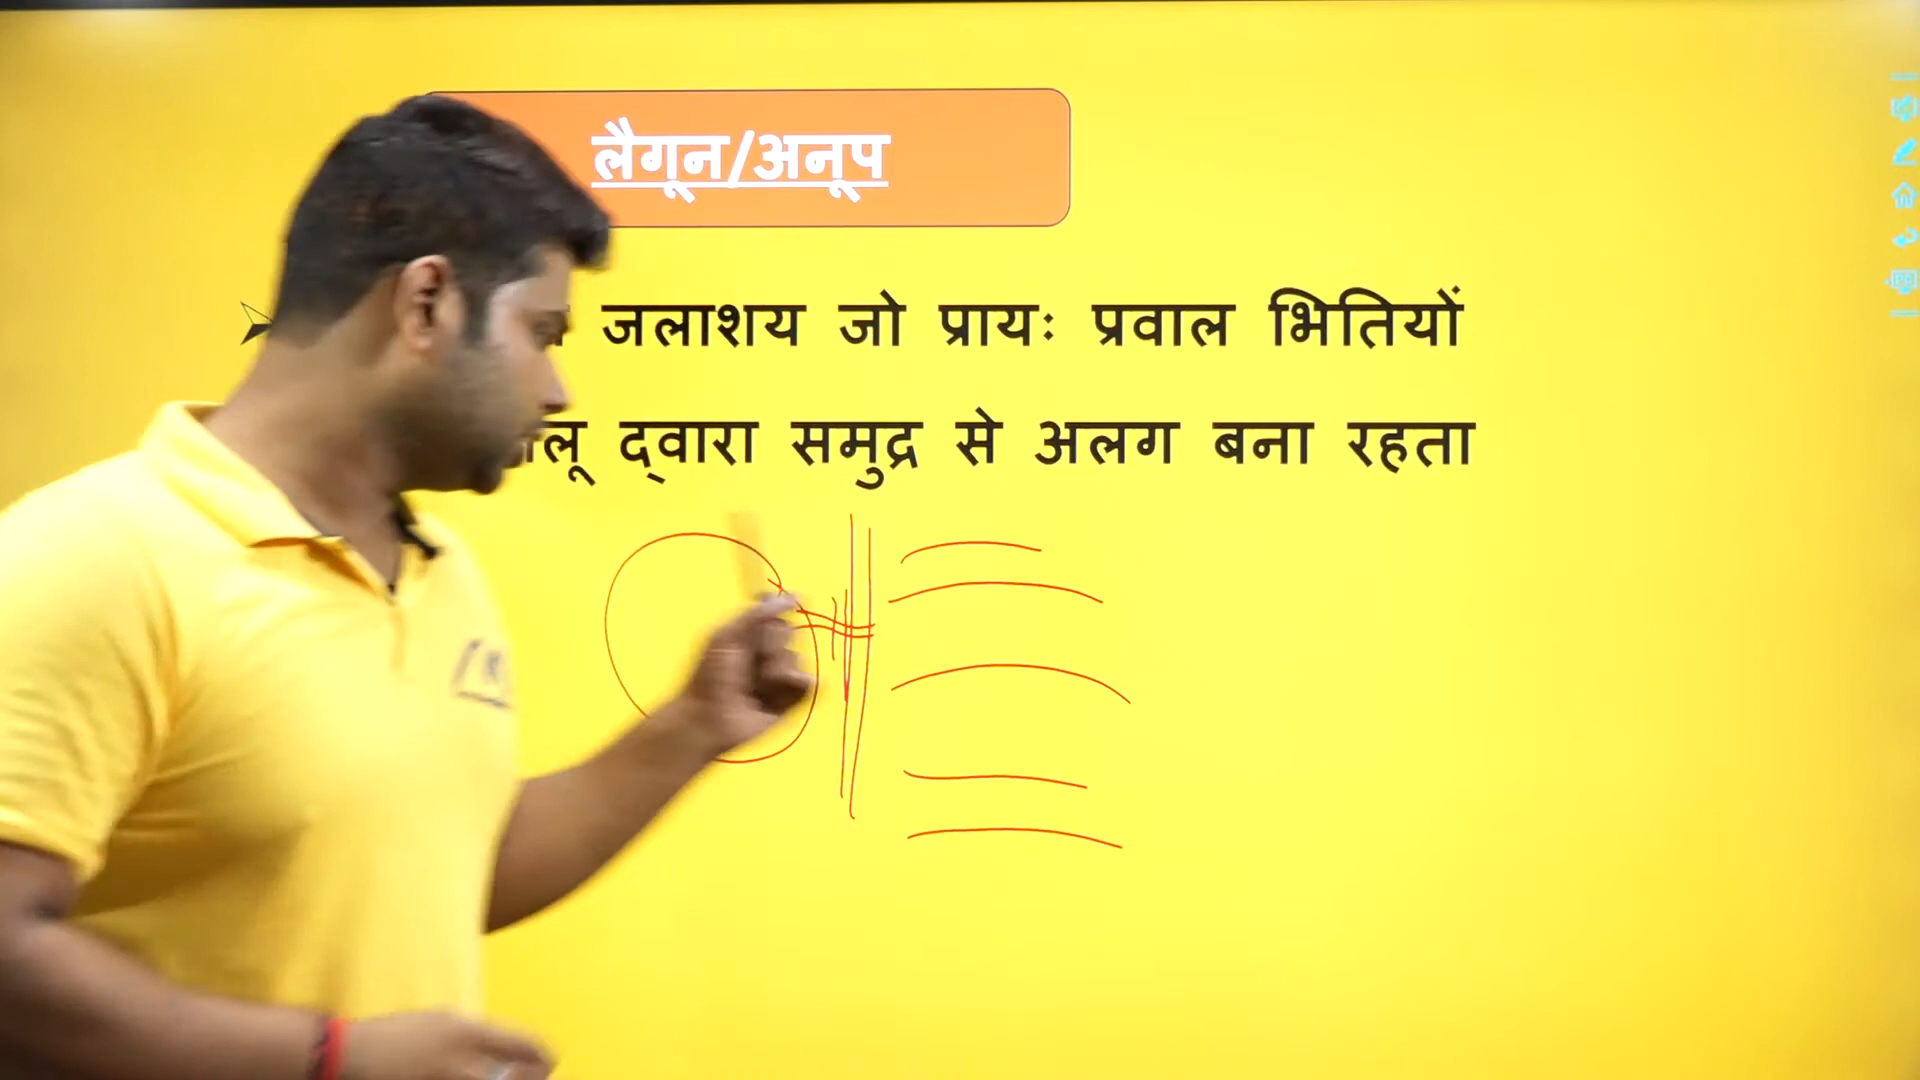 लैगून/अनूप
जलाशय जो प्रायः प्रवाल भितियों
द्वारा समुद्र से अलग बना रहता